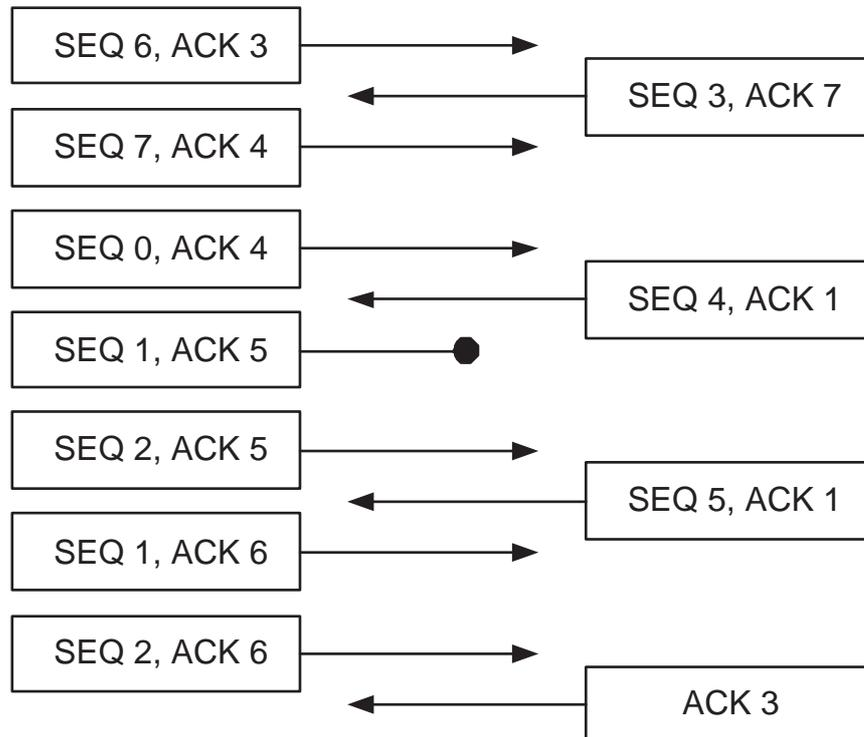 SEQ 6, ACK 3
SEQ 3, ACK 7
SEQ 7, ACK 4
SEQ 0, ACK 4
SEQ 4, ACK 1
SEQ 1, ACK 5
SEQ 2, ACK 5
SEQ 5, ACK 1
SEQ 1, ACK 6
SEQ 2, ACK 6
ACK 3